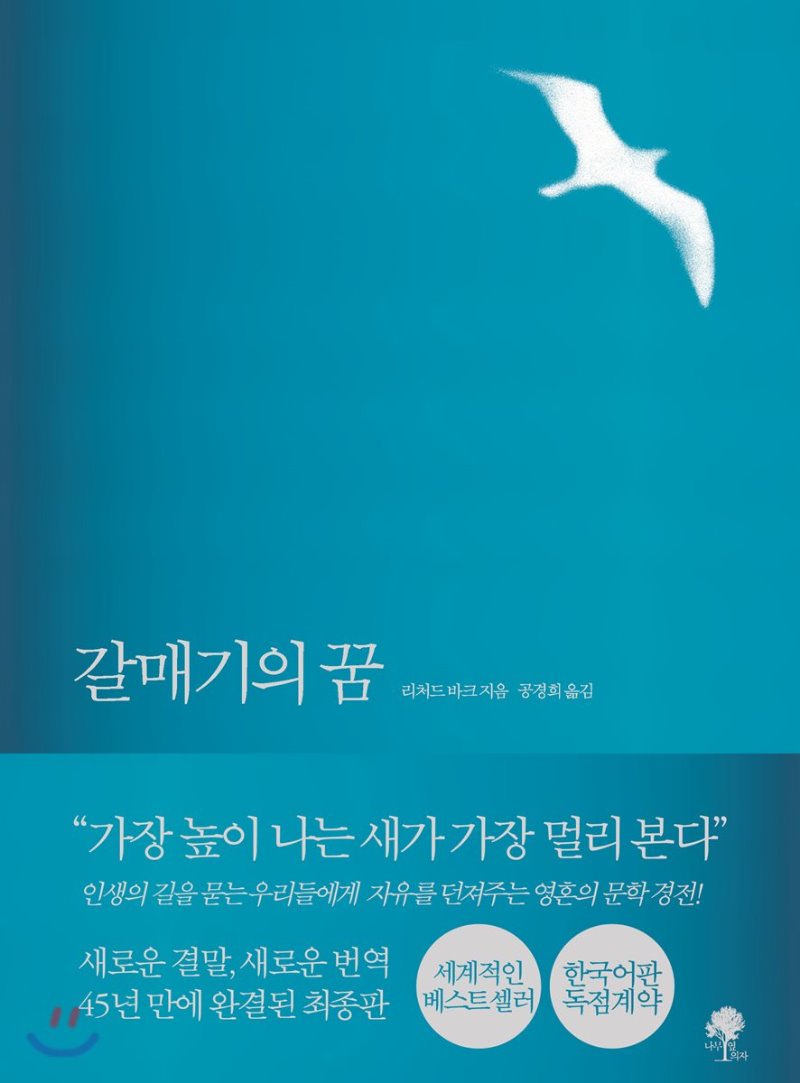 갈매기의 꿈 리처드 바크 지음 공경희 옮김
“가장 높이 나는 새가 가장 멀리 본다”
인생의 길을 묻는 우리들에게 자유를 던져주는 영혼의 문학 경전!
새로운 결말, 새로운 번역
45년 만에 완결된 최종판
세계적인
베스트셀러
한국어판
독점계약
나무옆
의자